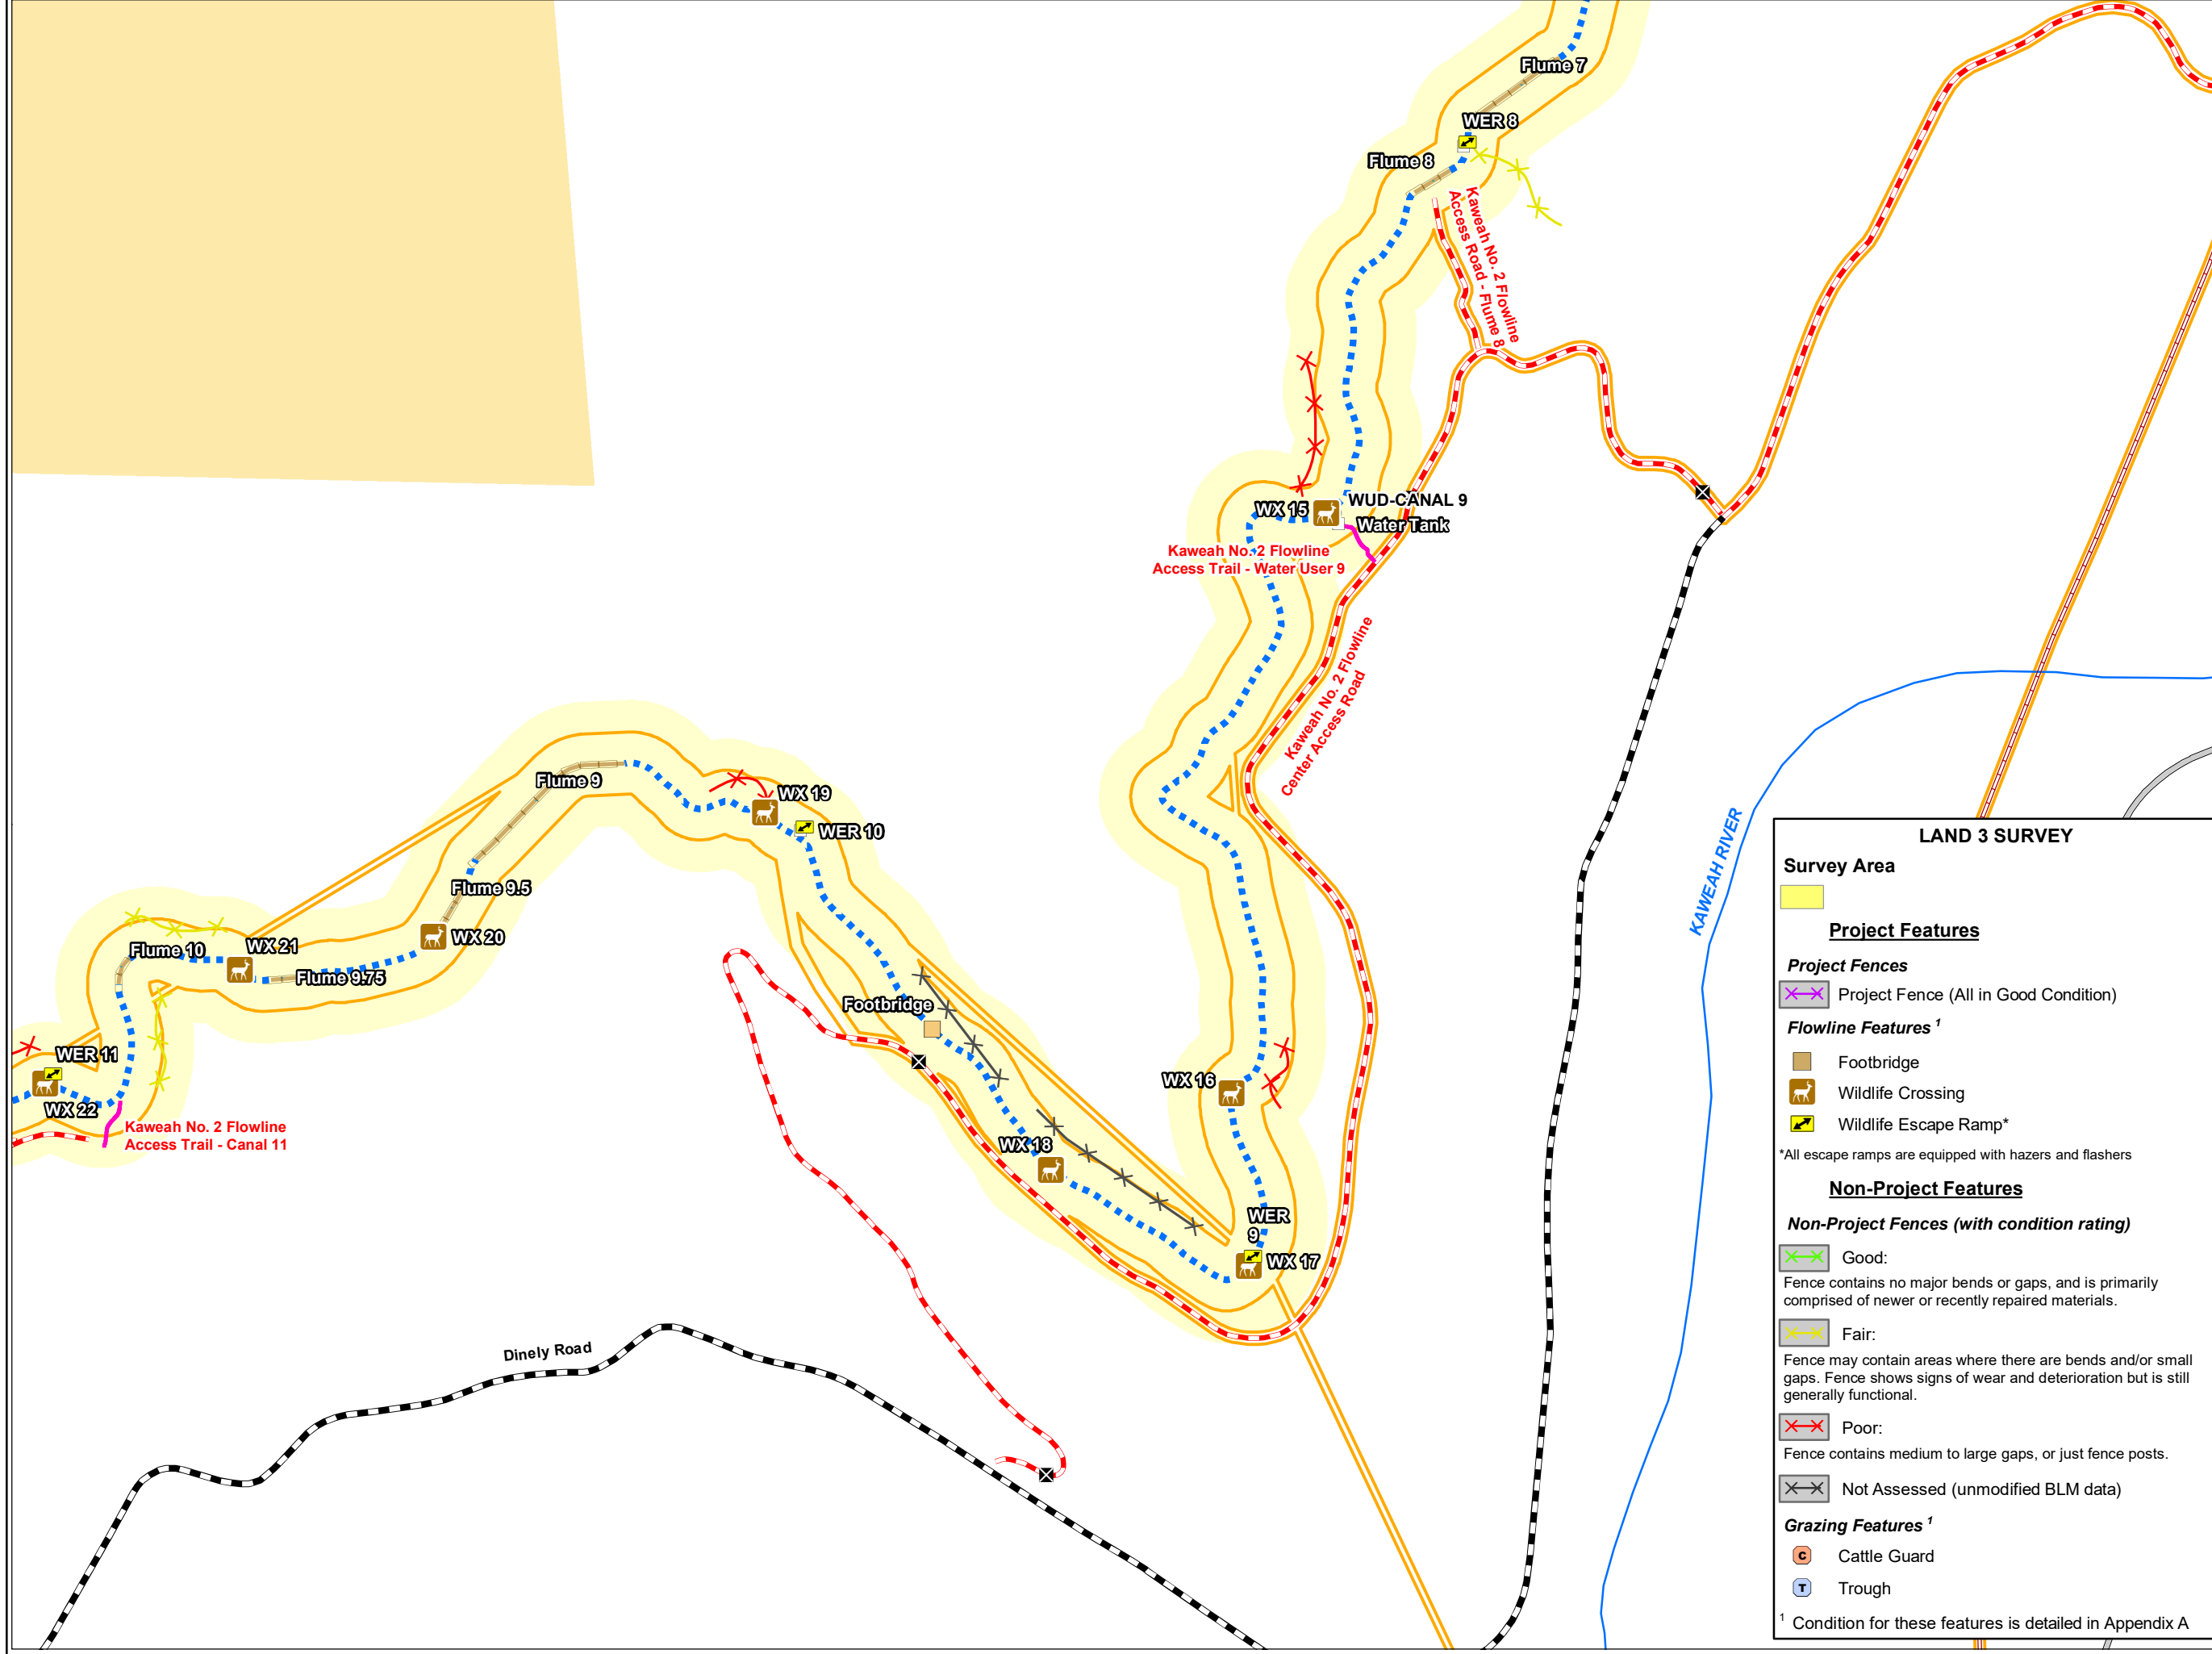 Flume 7
WER 8
Flume 8
Kaweah No. 2 Flowline
Access Road - Flume 8
WX 15
WUD-CANAL 9
Water Tank
Kaweah No. 2 Flowline
Access Trail - Water User 9
Kaweah No. 2 Flowline
Center Access Road
Flume 9
WX 19
WER 10
Flume 9.5
WX 20
WX 21
Flume 10
Flume 9.75
Footbridge
WER 11
WX 22
Kaweah No. 2 Flowline
Access Trail - Canal 11
WX 16
WX 18
WER
9
WX 17
Dinely Road
KAWEAH RIVER
LAND 3 SURVEY
Survey Area
Project Features
Project Fences
Project Fence (All in Good Condition)
Flowline Features 1
Footbridge
Wildlife Crossing
Wildlife Escape Ramp*
*All escape ramps are equipped with hazers and flashers
Non-Project Features
Non-Project Fences (with condition rating)
Good:
Fence contains no major bends or gaps, and is primarily
comprised of newer or recently repaired materials.
Fair:
Fence may contain areas where there are bends and/or small
gaps. Fence shows signs of wear and deterioration but is still
generally functional.
Poor:
Fence contains medium to large gaps, or just fence posts.
Not Assessed (unmodified BLM data)
Grazing Features 1
C Cattle Guard
T Trough
1 Condition for these features is detailed in Appendix A